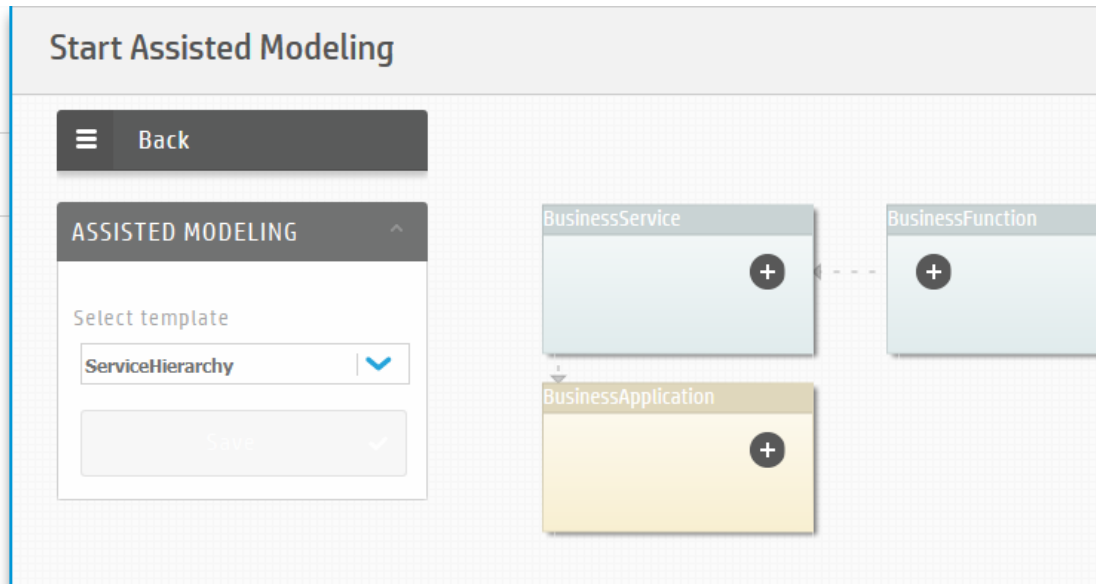 Start Assisted Modeling
Back
ASSISTED MODELING
Select template
ServiceHierarchy
Save
BusinessService
BusinessFunction
BusinessApplication